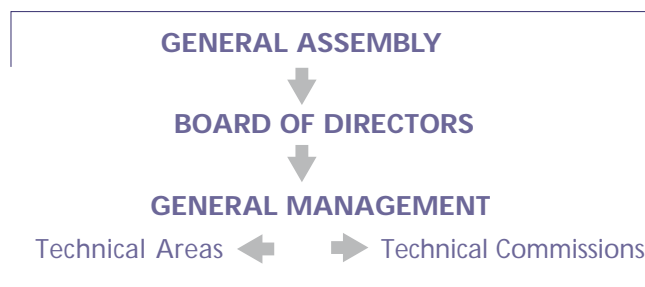 GENERAL ASSEMBLY
BOARD OF DIRECTORS
GENERAL MANAGEMENT
Technical Areas Technical Commissions